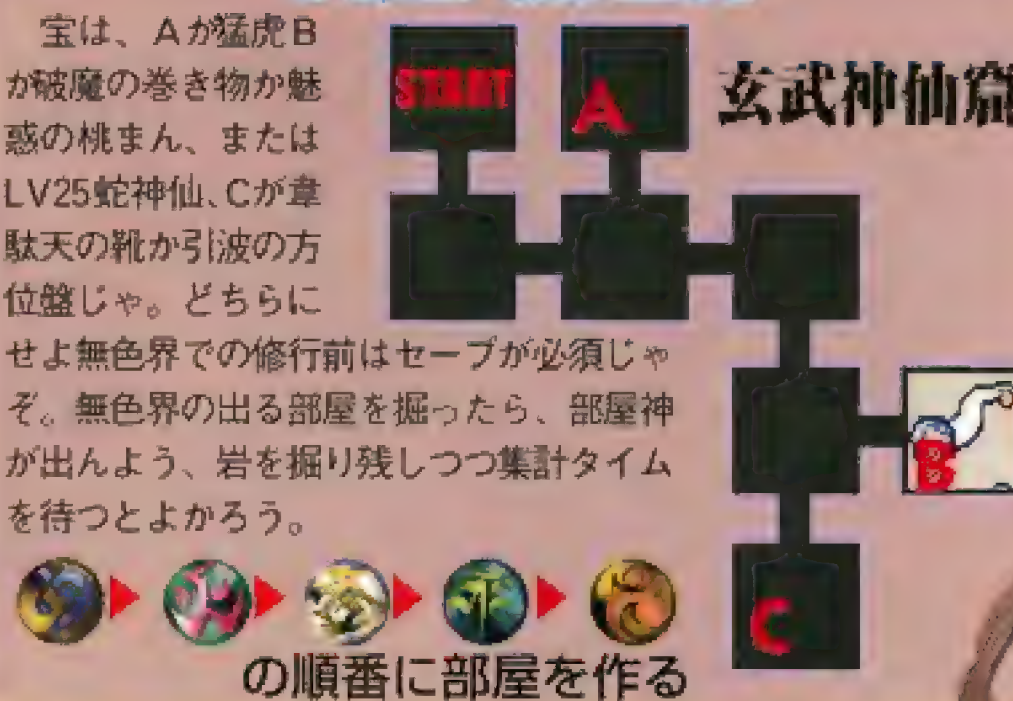 宝は、Aが猛虎B
が破魔の巻き物か魅
惑の桃まん、または
LV25蛇神仙、Cが韋
駄天の靴か引波の方
位盤じゃ。どちらに
せよ無色界での修行前はセーブが必須じゃ
ぞ。無色界の出る部屋を掘ったら、部屋神
が出んよう、岩を掘り残しつつ集計タイム
を待つとよかろう。
START
A
玄武神仙窟
C
の順番に部屋を作る